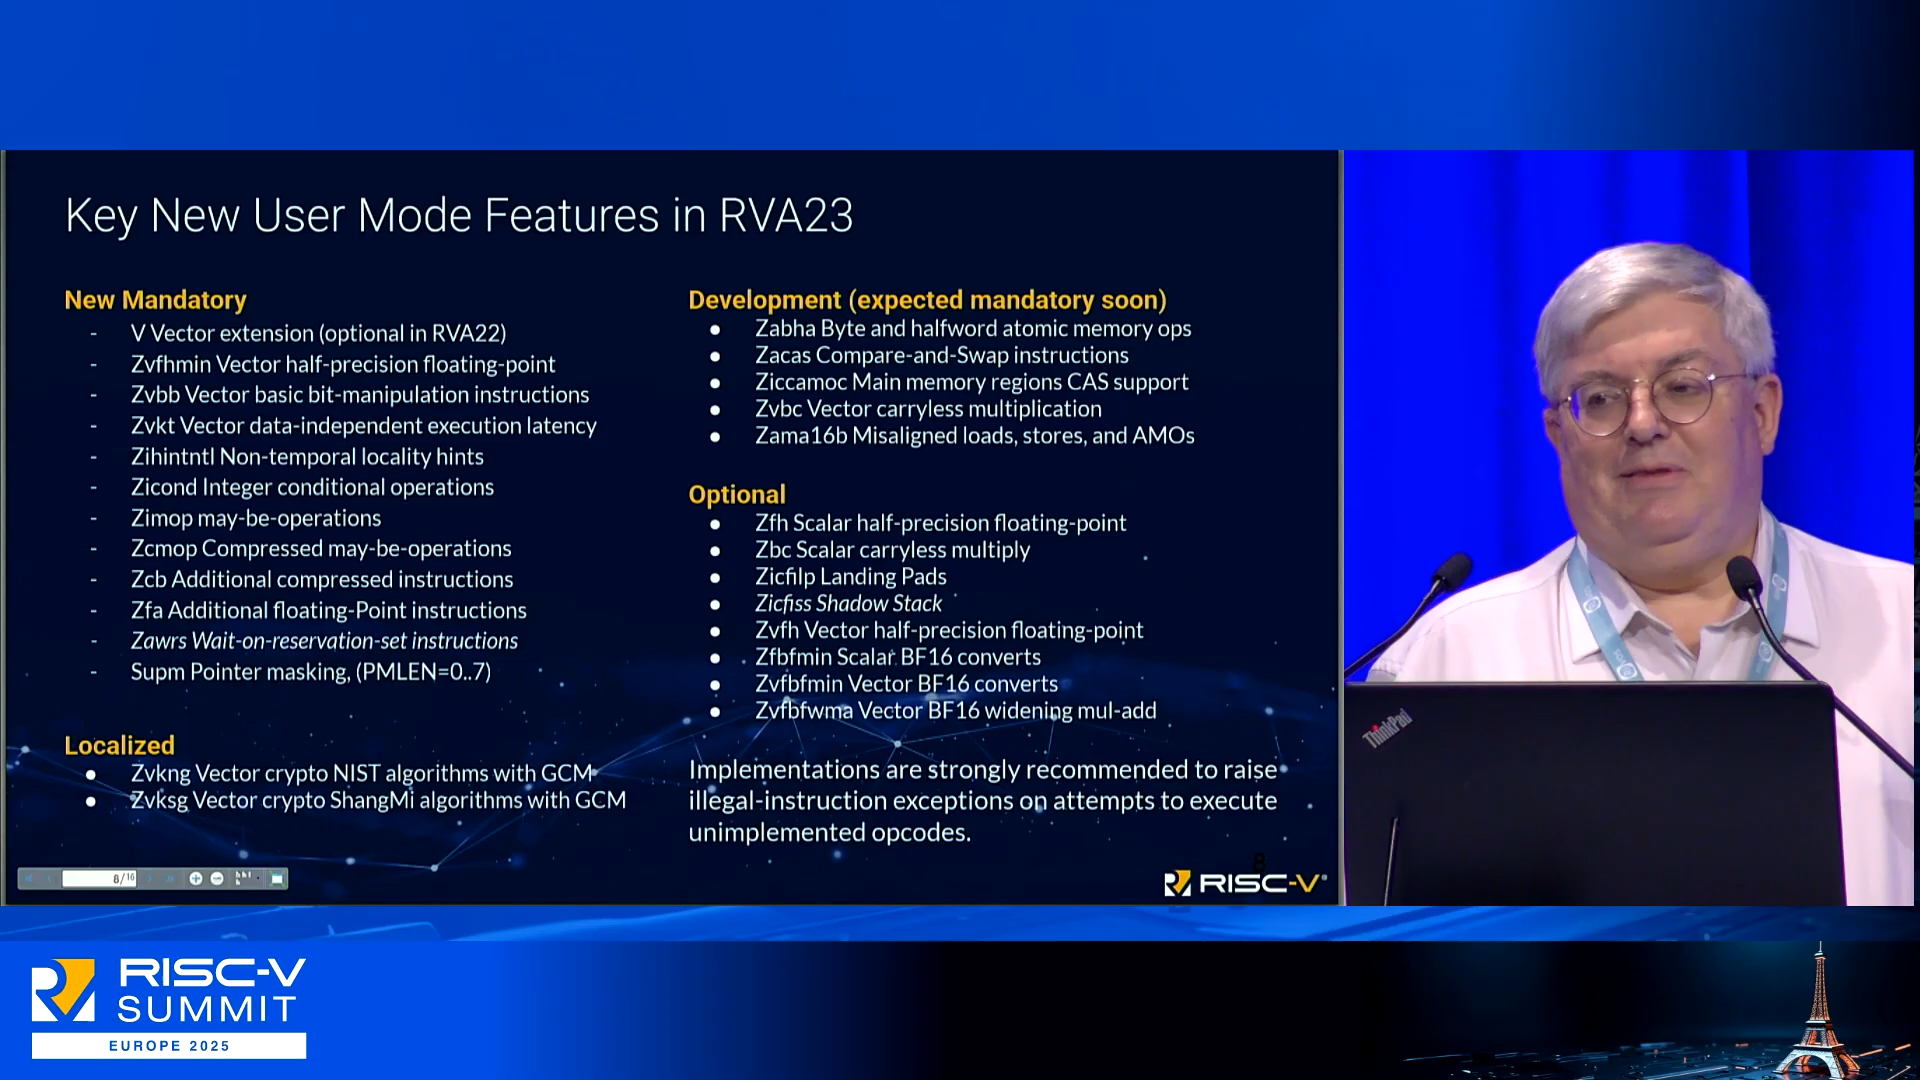 Key New User Mode Features in RVA23
New Mandatory
- V Vector extension (optional in RVA22)
- Zvfhmin Vector half-precision floating-point
- Zvbb Vector basic bit-manipulation instructions
- Zvkt Vector data-independent execution latency
- Zihintntl Non-temporal locality hints
- Zicond Integer conditional operations
- Zimop may-be-operations
- Zcmop Compressed may-be-operations
- Zcb Additional compressed instructions
- Zfa Additional floating-Point instructions
- Zawrs Wait-on-reservation-set instructions
- Supm Pointer masking, (PMLEN=0..7)
Localized
● Zvkng Vector crypto NIST algorithms with GCM
● Zvksg Vector crypto ShangMi algorithms with GCM
Development (expected mandatory soon)
● Zabha Byte and halfword atomic memory ops
● Zacas Compare-and-Swap instructions
● Ziccamoc Main memory regions CAS support
● Zvbc Vector carryless multiplication
● Zama16b Misaligned loads, stores, and AMOs
Optional
● Zfh Scalar half-precision floating-point
● Zbc Scalar carryless multiply
● Zicfilp Landing Pads
● Zicfiss Shadow Stack
● Zvfh Vector half-precision floating-point
● Zfbfmin Scalar BF16 converts
● Zvfbfmin Vector BF16 converts
● Zvfbfwma Vector BF16 widening mul-add
Implementations are strongly recommended to raise
illegal-instruction exceptions on attempts to execute
unimplemented opcodes.
8
8/16
RISC-V®
ThinkPad
RISC-V
SUMMIT
EUROPE 2025